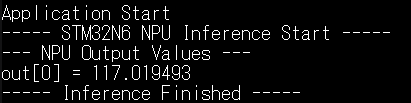 Application Start
----- STM32N6 NPU Inference Start -----
--- NPU Output Values ---
out[0] = 117.019493
----- Inference Finished -----